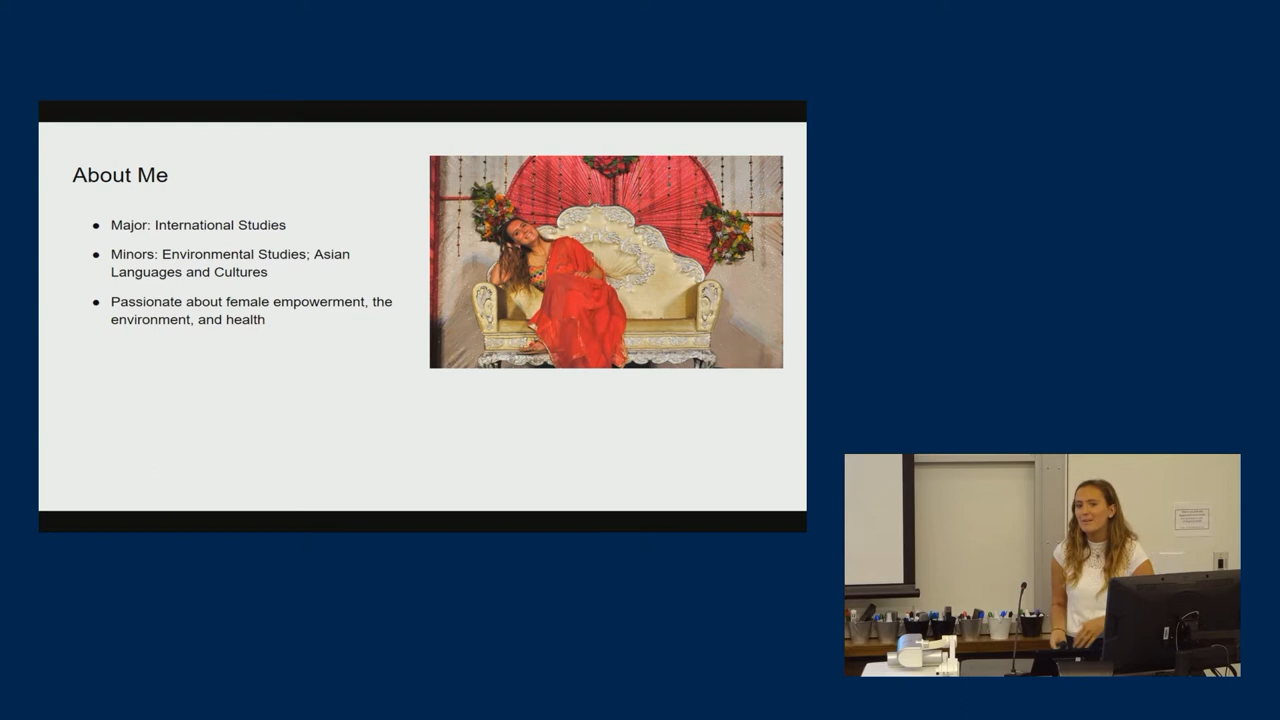 About Me
● Major: International Studies
● Minors: Environmental Studies; Asian
Languages and Cultures
● Passionate about female empowerment, the
environment, and health